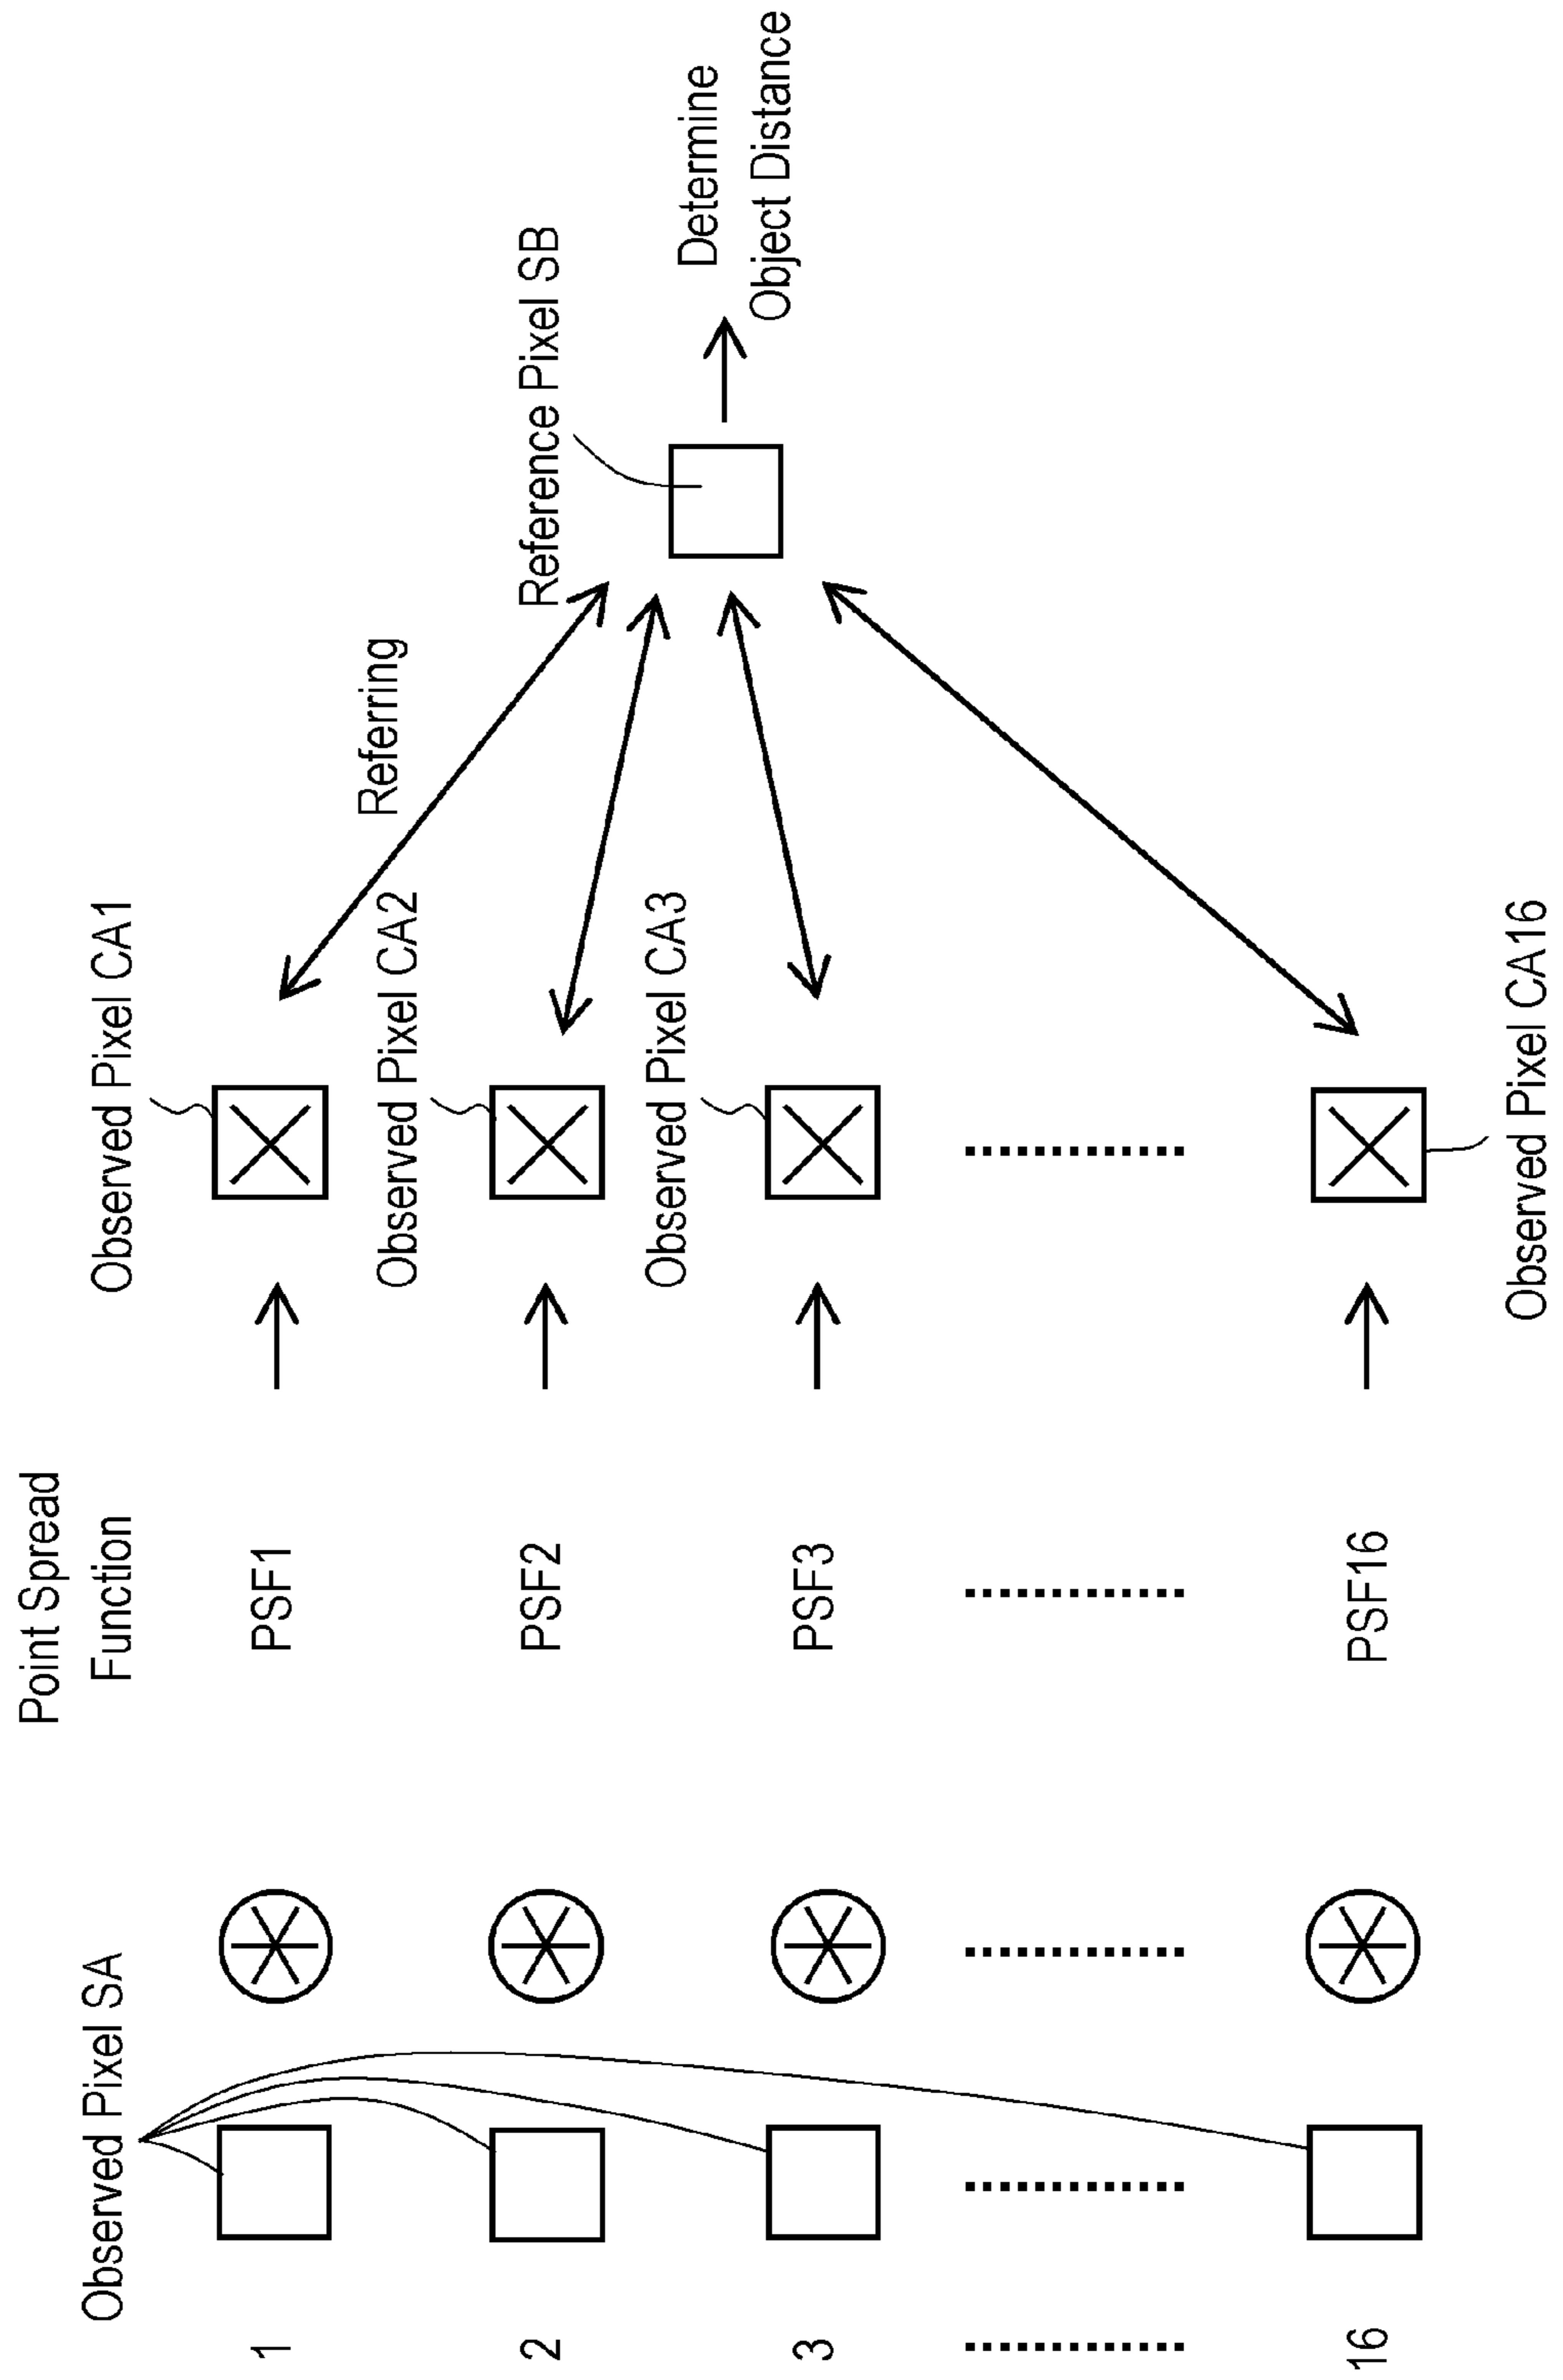 Observed Pixel SA
Point Spread
Function
1
PSF1
Observed Pixel CA1
2
PSF2
Observed Pixel CA2
3
PSF3
Observed Pixel CA3
16
PSF16
Observed Pixel CA16
Referring
Reference Pixel SB
Determine
Object Distance